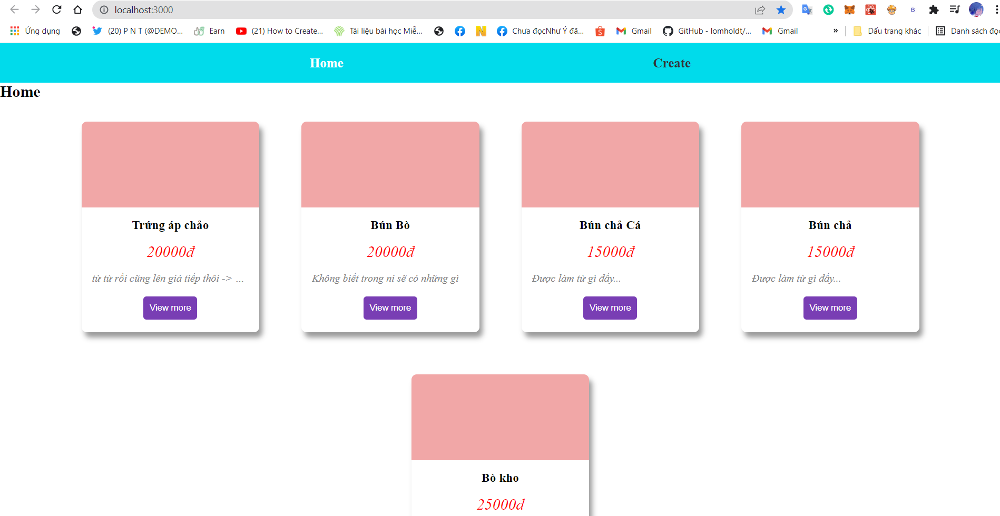 localhost:3000
Ứng dụng
(20) P N T (@DEMO...
Earn
(21) How to Create...
Tài liệu bài học Miễ...
Chưa đọcNhư Ý đã...
Gmail
GitHub - lomholdt/...
Gmail
»
Dấu trang khác
Danh sách đọc
Home
Create
Home
Trứng áp chảo
20000đ
từ từ rồi cũng lên giá tiếp thôi -> ...
View more
Bún Bò
20000đ
Không biết trong ni sẽ có những gì
View more
Bún chả Cá
15000đ
Được làm từ gì đấy...
View more
Bún chả
15000đ
Được làm từ gì đấy...
View more
Bò kho
25000đ